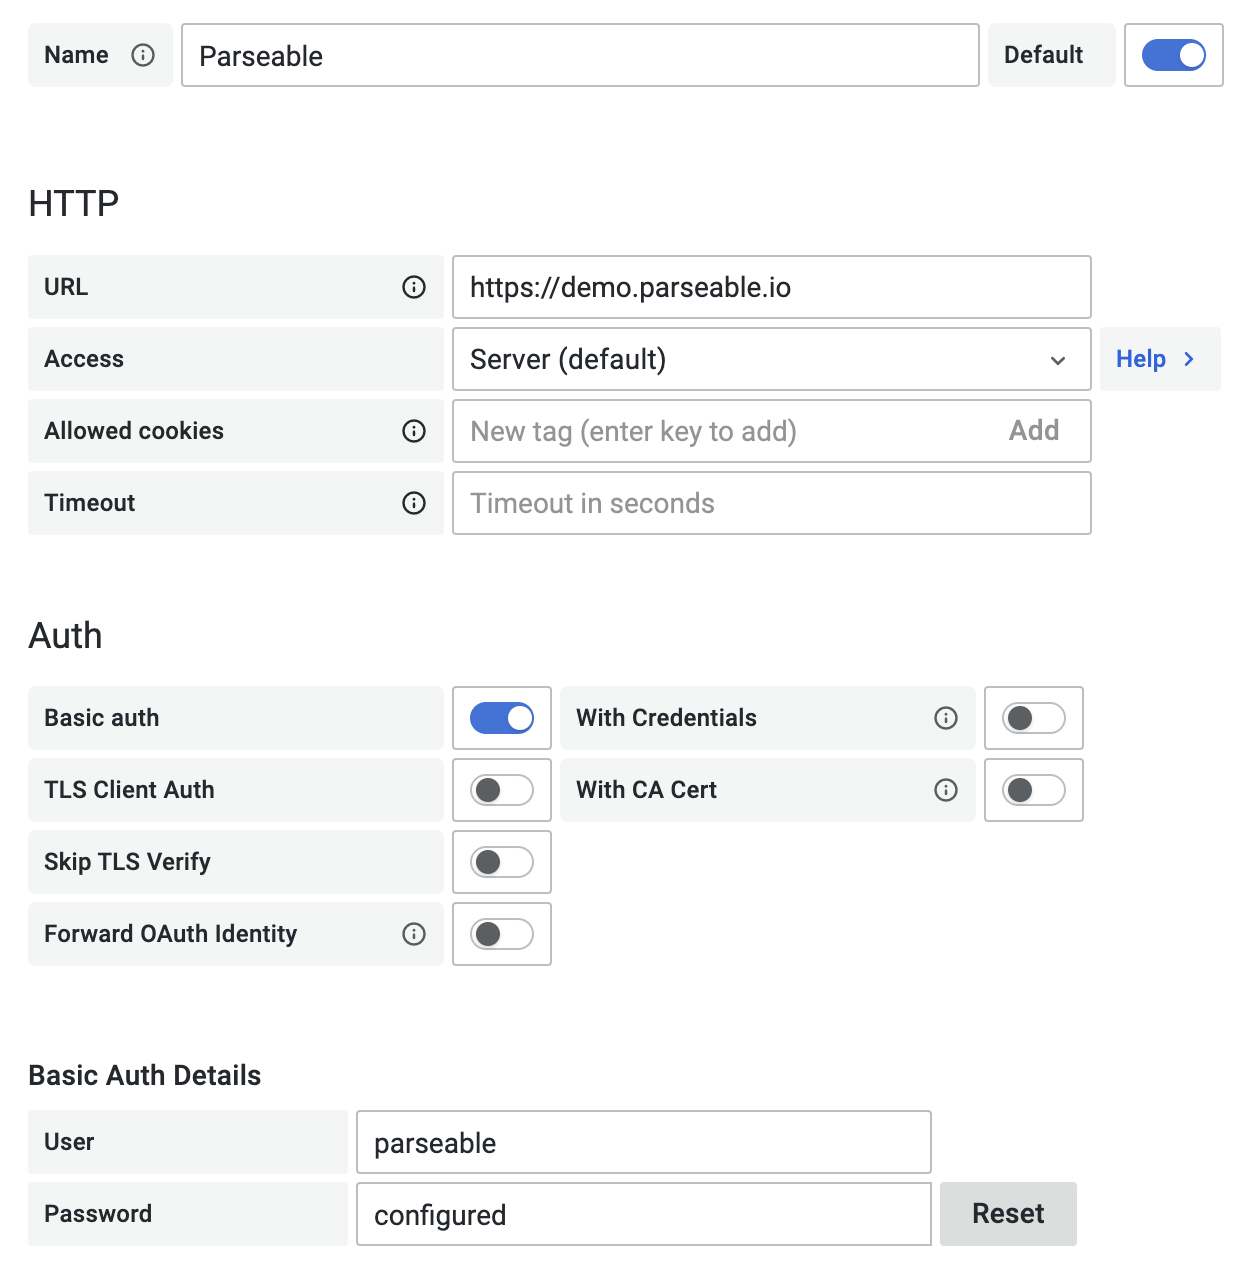 Name Parseable Default
HTTP
URL https://demo.parseable.io
Access Server (default) Help
Allowed cookies New tag (enter key to add) Add
Timeout Timeout in seconds
Auth
Basic auth With Credentials
TLS Client Auth With CA Cert
Skip TLS Verify
Forward OAuth Identity
Basic Auth Details
User parseable
Password configured Reset